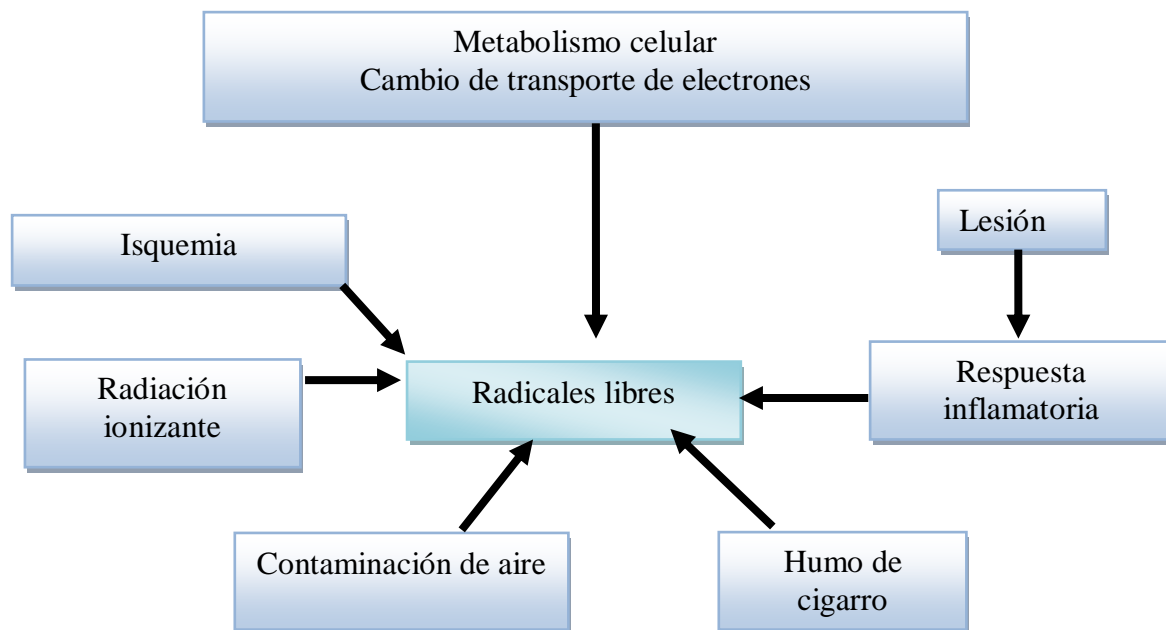 Metabolismo celular
Cambio de transporte de electrones
Isquemia
Lesión
Radiación
ionizante
Radicales libres
Respuesta
inflamatoria
Contaminación de aire
Humo de
cigarro